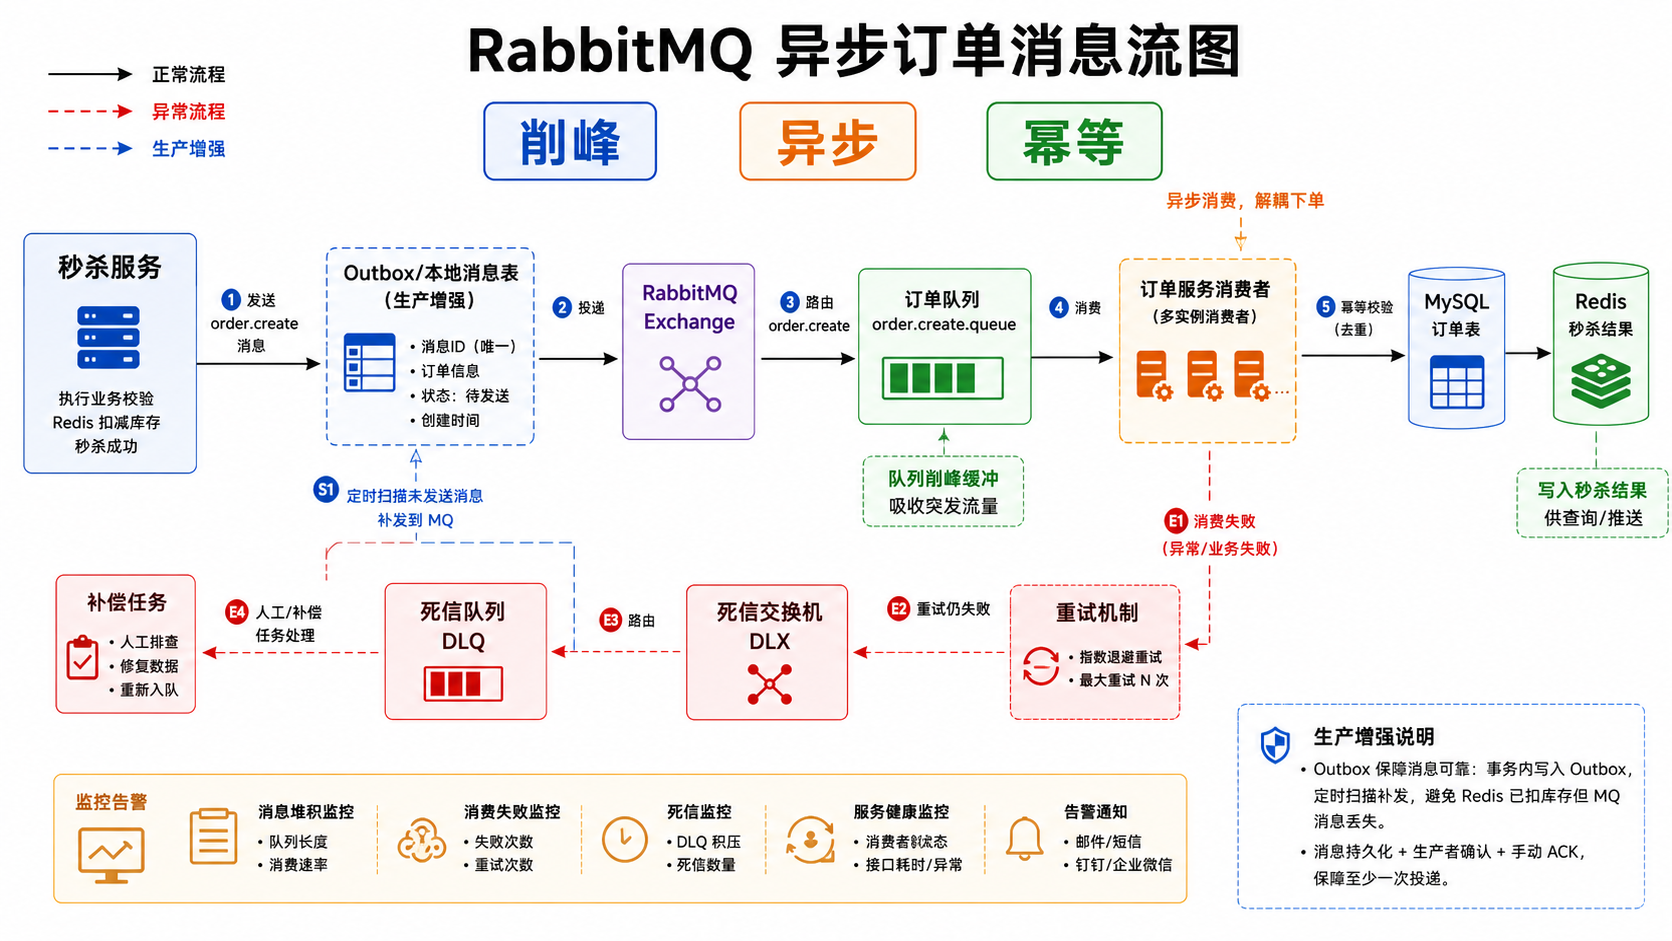 RabbitMQ 异步订单消息流图
正常流程
异常流程
生产增强
削峰
异步
幂等
异步消费，解耦下单
秒杀服务
执行业务校验
Redis 扣减库存
秒杀成功
1 发送
order.create
消息
Outbox/本地消息表
（生产增强）
• 消息ID（唯一）
• 订单信息
• 状态：待发送
• 创建时间
2 投递
RabbitMQ
Exchange
3 路由
order.create
订单队列
order.create.queue
4 消费
订单服务消费者
（多实例消费者）
...
5 幂等校验
（去重）
MySQL
订单表
Redis
秒杀结果
队列削峰缓冲
吸收突发流量
写入秒杀结果
供查询/推送
S1 定时扫描未发送消息
补发到 MQ
E1 消费失败
（异常/业务失败）
补偿任务
• 人工排查
• 修复数据
• 重新入队
E4 人工/补偿
任务处理
死信队列
DLQ
E3 路由
死信交换机
DLX
E2 重试仍失败
重试机制
• 指数退避重试
• 最大重试 N 次
生产增强说明
• Outbox 保障消息可靠：事务内写入 Outbox，
定时扫描补发，避免 Redis 已扣库存但 MQ
消息丢失。
• 消息持久化 + 生产者确认 + 手动 ACK，
保障至少一次投递。
监控告警
消息堆积监控
• 队列长度
• 消费速率
消费失败监控
• 失败次数
• 重试次数
死信监控
• DLQ 积压
• 死信数量
服务健康监控
• 消费者态
• 接口耗时/异常
告警通知
• 邮件/短信
• 钉钉/企业微信